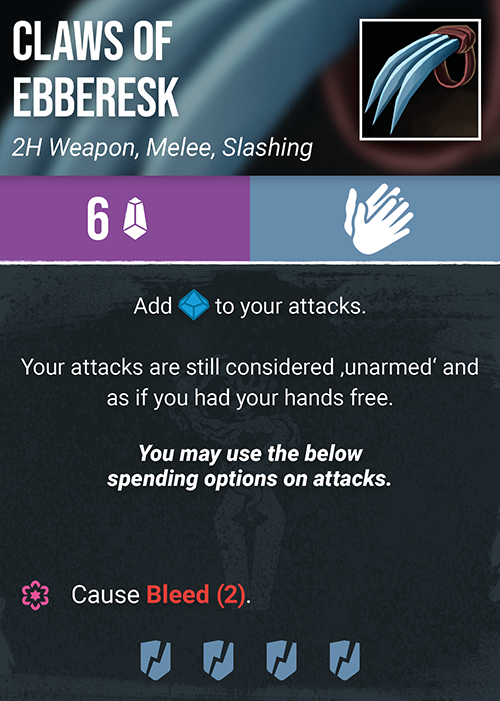 CLAWS OF
EBBERESK
2H Weapon, Melee, Slashing
6
Add to your attacks.
Your attacks are still considered ‚unarmed‘ and
as if you had your hands free.
You may use the below
spending options on attacks.
Cause Bleed (2).